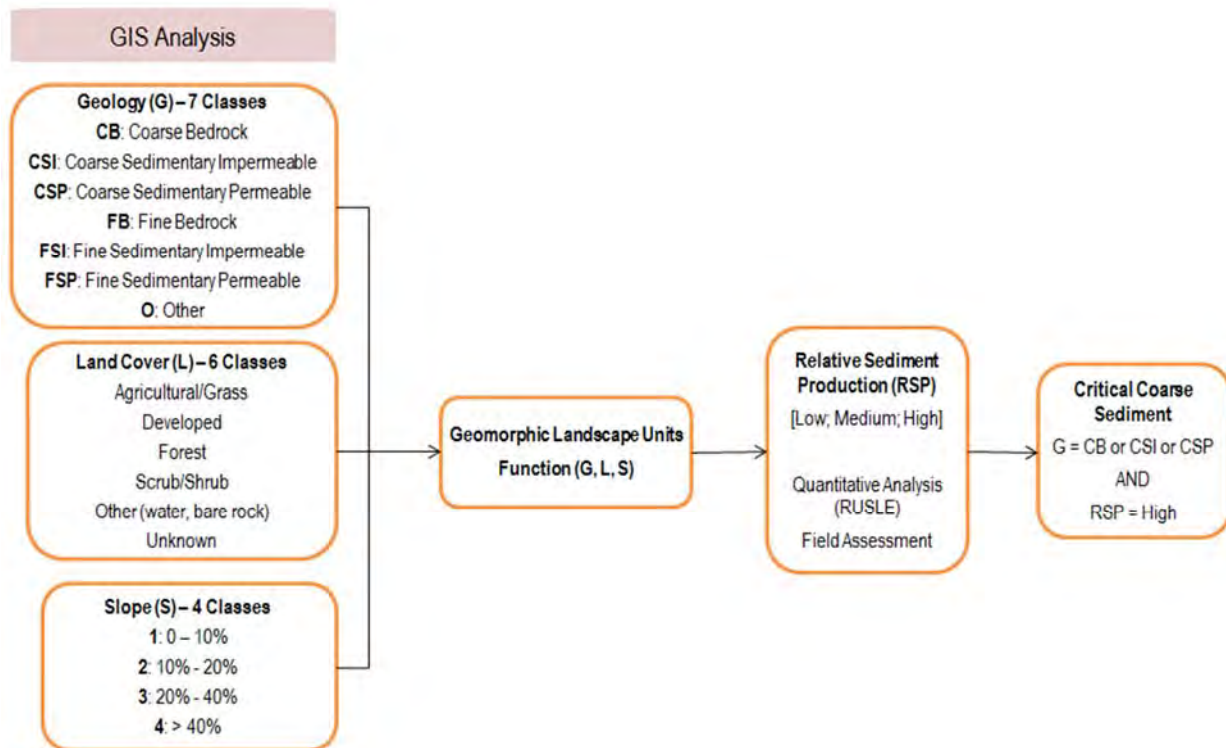 GIS Analysis
Geology (G) – 7 Classes
CB: Coarse Bedrock
CSI: Coarse Sedimentary Impermeable
CSP: Coarse Sedimentary Permeable
FB: Fine Bedrock
FSI: Fine Sedimentary Impermeable
FSP: Fine Sedimentary Permeable
O: Other
Land Cover (L) – 6 Classes
Agricultural/Grass
Developed
Forest
Scrub/Shrub
Other (water, bare rock)
Unknown
Slope (S) – 4 Classes
1: 0 – 10%
2: 10% - 20%
3: 20% - 40%
4: > 40%
Geomorphic Landscape Units
Function (G, L, S)
Relative Sediment
Production (RSP)
[Low; Medium; High]
Quantitative Analysis
(RUSLE)
Field Assessment
Critical Coarse
Sediment
G = CB or CSI or CSP
AND
RSP = High